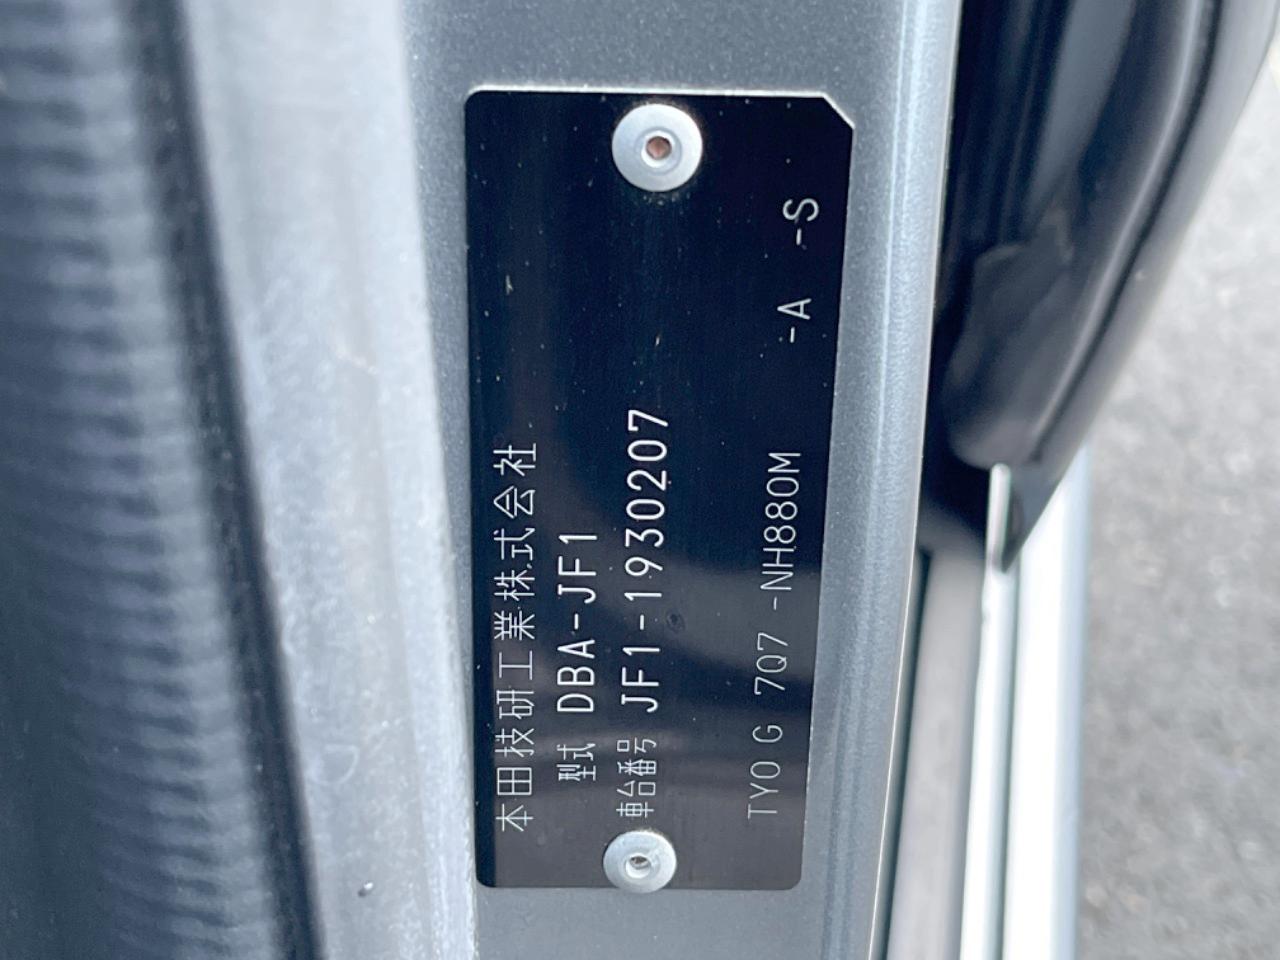 本田技研工業株式会社
型式 DBA-JF1
車台番号 JF1-1930207
TY0 G 7Q7 -NH880M -A -S